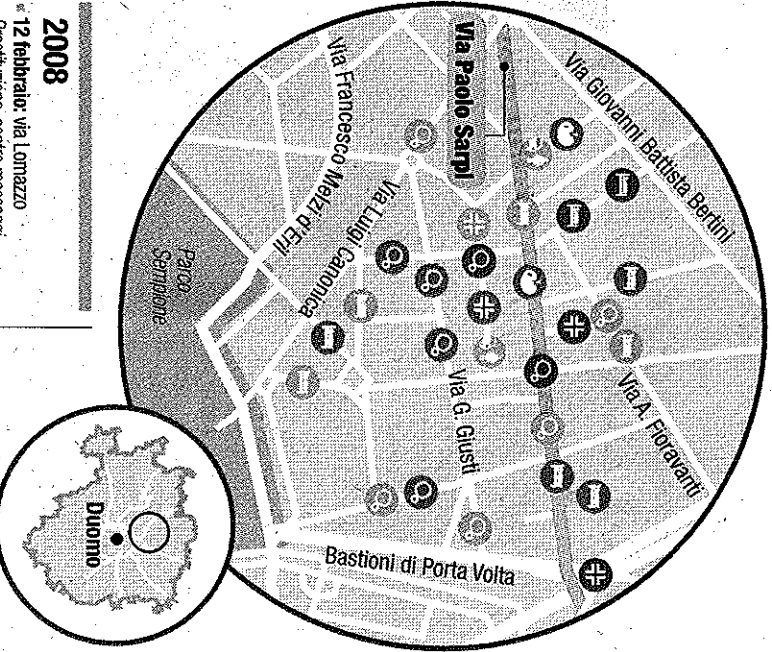 Via Giovanni Battista Bertini
Via Paolo Sarpi
Via Francesco Melzi d'Eril
Via Luigi Canonica
Via A. Fioravanti
Via G. Giusti
Parco
Sempione
Bastioni di Porta Volta
Duomo
2008
12 febbraio: via Lomazzo